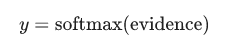 y = softmax(evidence)